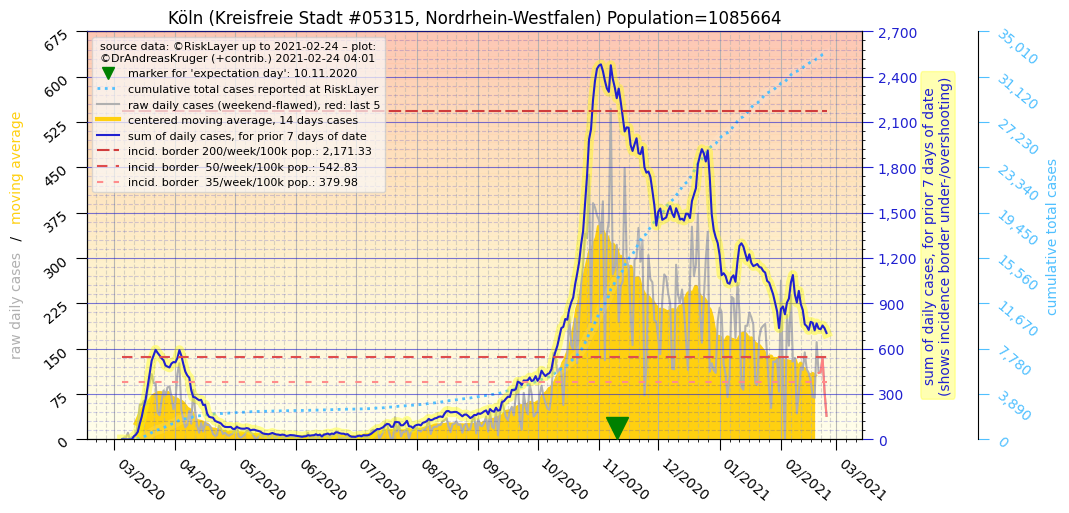 Köln (Kreisfreie Stadt #05315, Nordrhein-Westfalen) Population=1085664
source data: ©RiskLayer up to 2021-02-24 – plot:
©DrAndreasKruger (+contrib.) 2021-02-24 04:01
marker for 'expectation day': 10.11.2020
cumulative total cases reported at RiskLayer
raw daily cases (weekend-flawed), red: last 5
centered moving average, 14 days cases
sum of daily cases, for prior 7 days of date
incid. border 200/week/100k pop.: 2,171.33
incid. border 50/week/100k pop.: 542.83
incid. border 35/week/100k pop.: 379.98
raw daily cases / moving average
675
600
525
450
375
300
225
150
75
0
03/2020
04/2020
05/2020
06/2020
07/2020
08/2020
09/2020
10/2020
11/2020
12/2020
01/2021
02/2021
03/2021
2,700
2,400
2,100
1,800
1,500
1,200
900
600
300
0
sum of daily cases, for prior 7 days of date
(shows incidence border under-/overshooting)
35,010
31,120
27,230
23,340
19,450
15,560
11,670
7,780
3,890
0
cumulative total cases